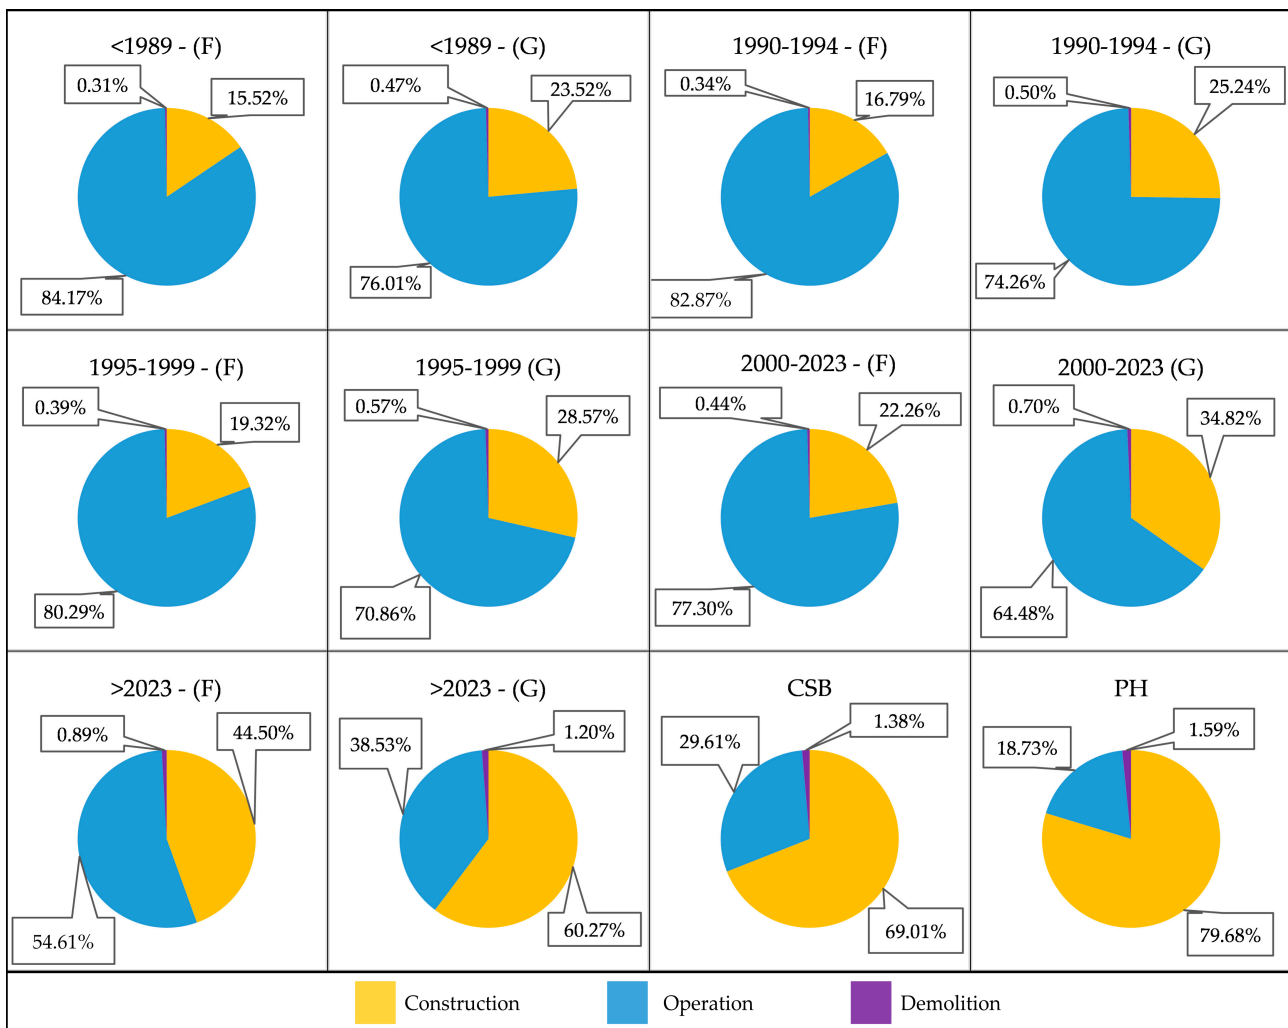 <1989 - (F)
0.31%
15.52%
84.17%
<1989 - (G)
0.47%
23.52%
76.01%
1990-1994 - (F)
0.34%
16.79%
82.87%
1990-1994 - (G)
0.50%
25.24%
74.26%
1995-1999 - (F)
0.39%
19.32%
80.29%
1995-1999 (G)
0.57%
28.57%
70.86%
2000-2023 - (F)
0.44%
22.26%
77.30%
2000-2023 (G)
0.70%
34.82%
64.48%
>2023 - (F)
0.89%
44.50%
54.61%
>2023 - (G)
38.53%
1.20%
60.27%
CSB
29.61%
1.38%
69.01%
PH
18.73%
1.59%
79.68%
Construction
Operation
Demolition